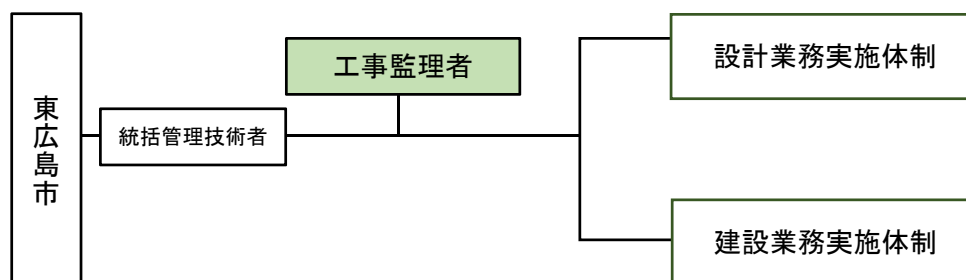 東広島市
統括管理技術者
工事監理者
設計業務実施体制
建設業務実施体制